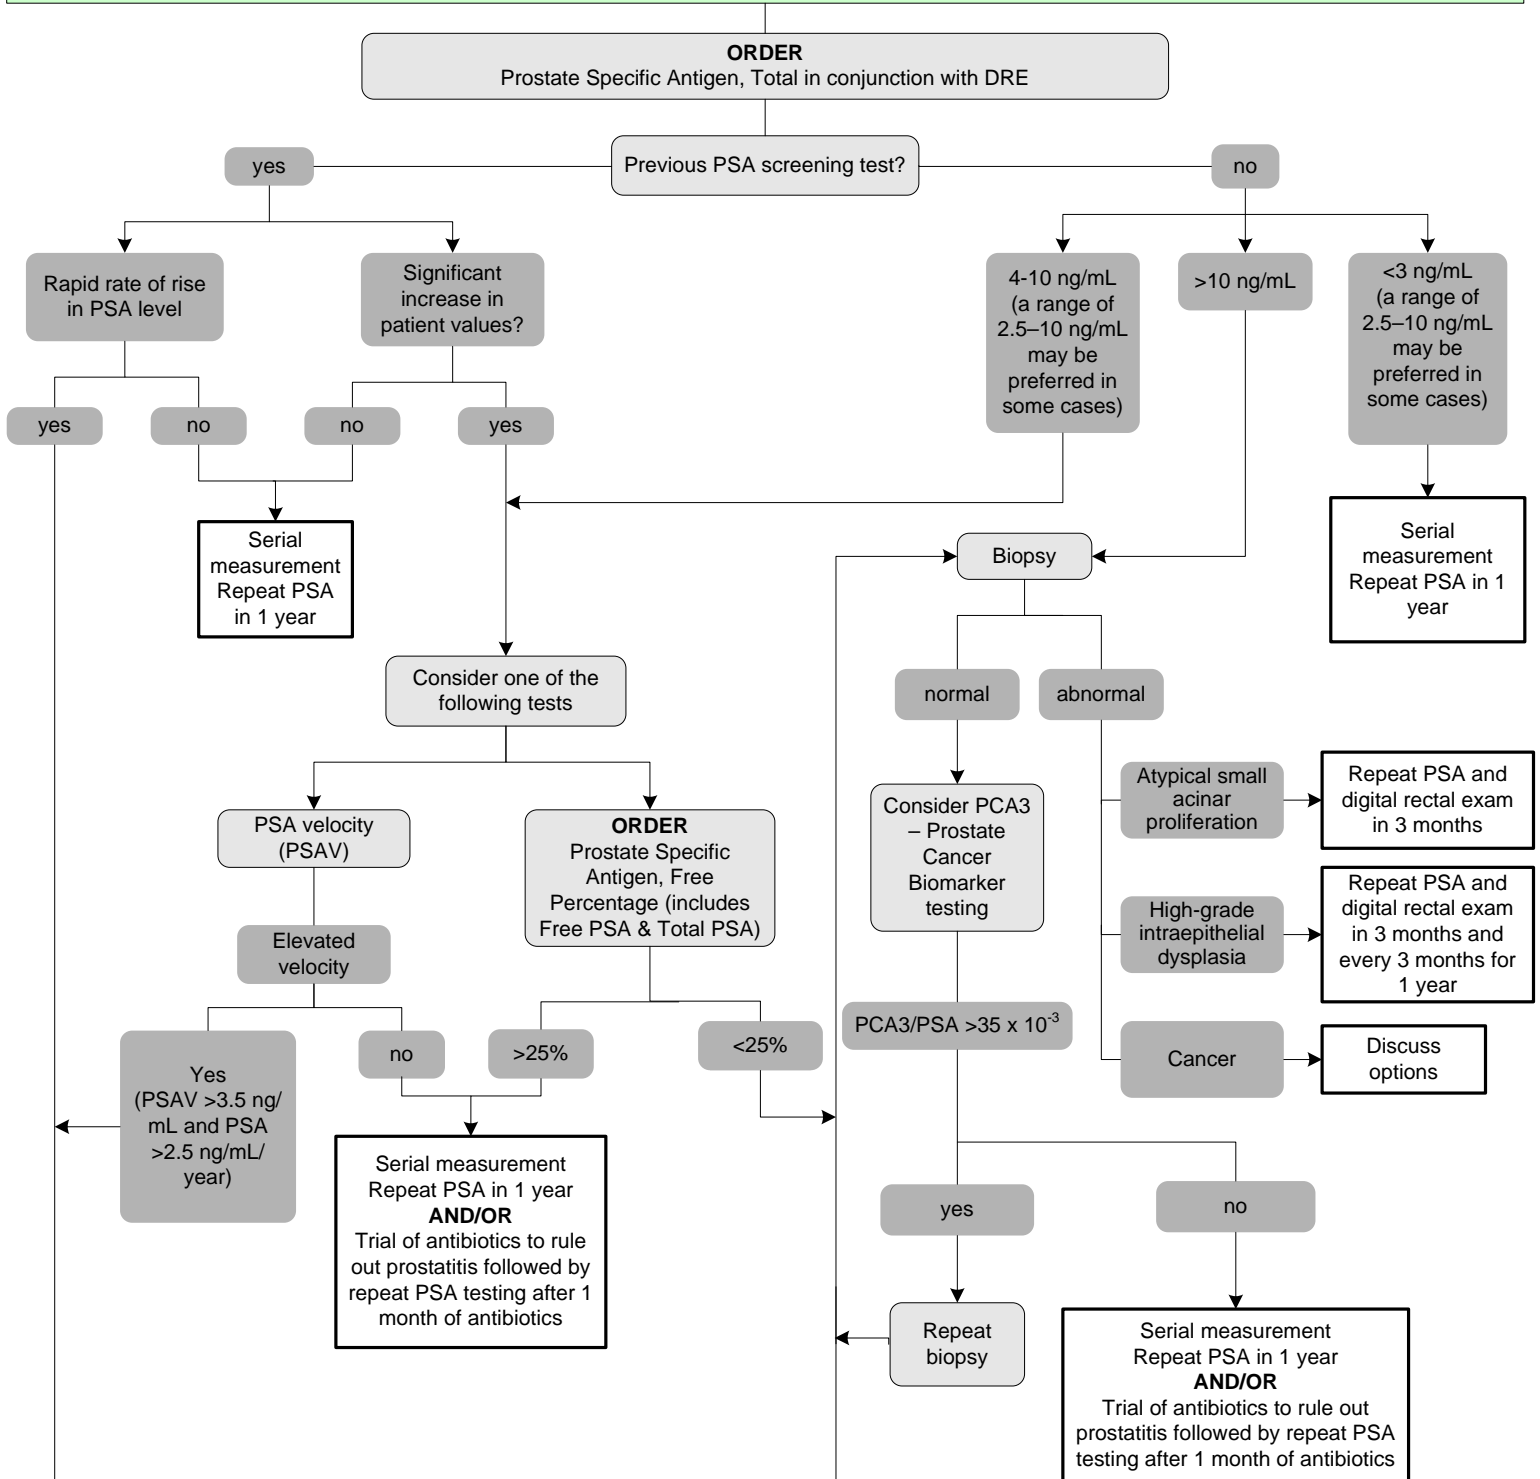 ORDER
Prostate Specific Antigen, Total in conjunction with DRE
Previous PSA screening test?
yes
no
Rapid rate of rise
in PSA level
Significant
increase in
patient values?
4-10 ng/mL
(a range of
2.5–10 ng/mL
may be
preferred in
some cases)
>10 ng/mL
<3 ng/mL
(a range of
2.5–10 ng/mL
may be
preferred in
some cases)
yes
no
no
yes
Serial
measurement
Repeat PSA
in 1 year
Biopsy
Serial
measurement
Repeat PSA in 1
year
Consider one of the
following tests
normal
abnormal
PSA velocity
(PSAV)
ORDER
Prostate Specific
Antigen, Free
Percentage (includes
Free PSA & Total PSA)
Consider PCA3
– Prostate
Cancer
Biomarker
testing
Atypical small
acinar
proliferation
Repeat PSA and
digital rectal exam
in 3 months
High-grade
intraepithelial
dysplasia
Repeat PSA and
digital rectal exam
in 3 months and
every 3 months for
1 year
Elevated
velocity
PCA3/PSA >35 x 10⁻³
Cancer
Discuss
options
Yes
(PSAV >3.5 ng/
mL and PSA
>2.5 ng/mL/
year)
no
>25%
<25%
Serial measurement
Repeat PSA in 1 year
AND/OR
Trial of antibiotics to rule
out prostatitis followed by
repeat PSA testing after 1
month of antibiotics
yes
no
Repeat
biopsy
Serial measurement
Repeat PSA in 1 year
AND/OR
Trial of antibiotics to rule out
prostatitis followed by repeat PSA
testing after 1 month of antibiotics